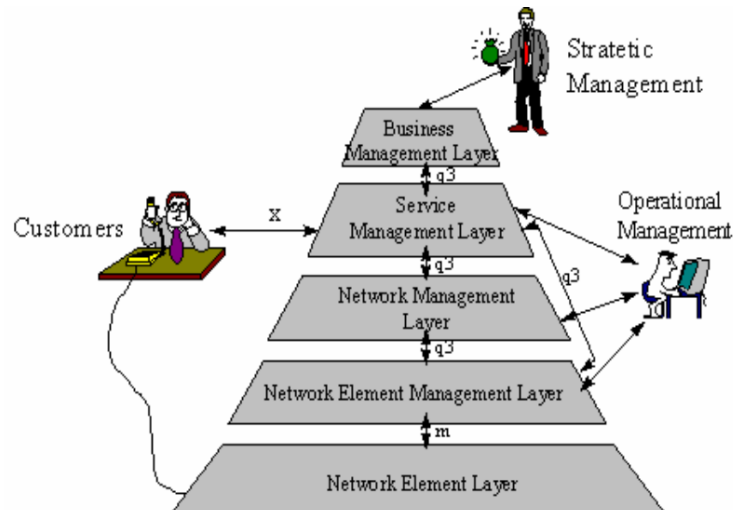 Stratetic
Management
Business
Management Layer
q3
Customers
x
Service
Management Layer
Operational
Management
q3
q3
Network Management
Layer
q3
Network Element Management Layer
m
Network Element Layer